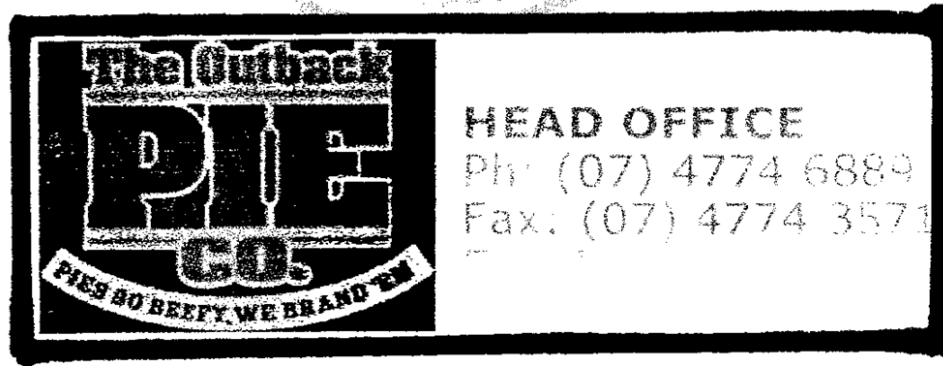 The Outback
PIE
CO.
PIES SO BEEFY, WE BRAND 'EM
HEAD OFFICE
Ph: (07) 4774 6889
Fax: (07) 4774 3571